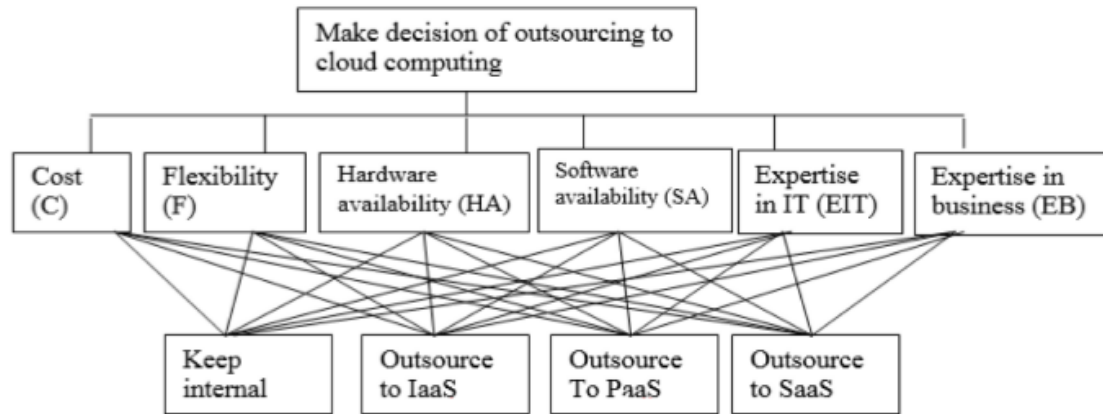 Make decision of outsourcing to
cloud computing
Cost
(C)
Flexibility
(F)
Hardware
availability (HA)
Software
availability (SA)
Expertise
in IT (EIT)
Expertise in
business (EB)
Keep
internal
Outsource
to IaaS
Outsource
To PaaS
Outsource
to SaaS